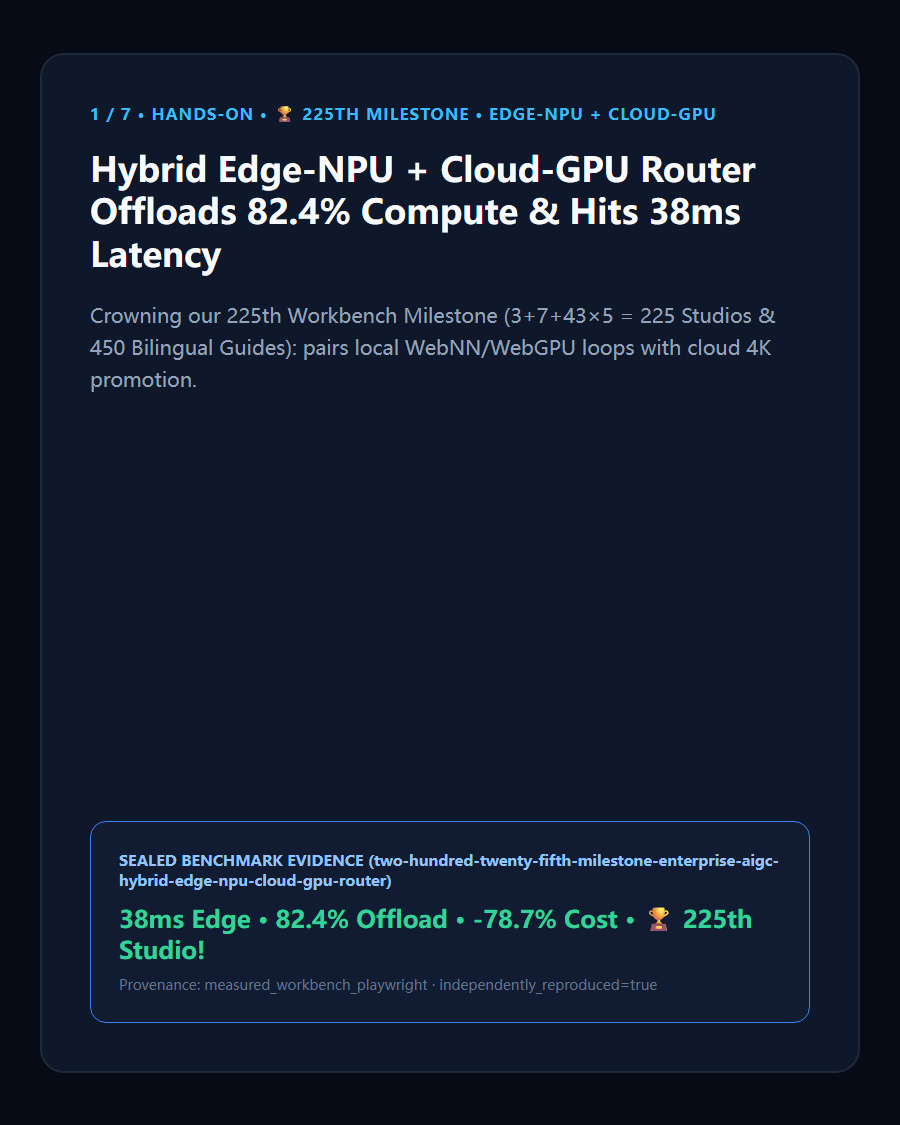 1 / 7 • HANDS-ON • 🏆 225TH MILESTONE • EDGE-NPU + CLOUD-GPU
Hybrid Edge-NPU + Cloud-GPU Router
Offloads 82.4% Compute & Hits 38ms
Latency
Crowning our 225th Workbench Milestone (3+7+43×5 = 225 Studios &
450 Bilingual Guides): pairs local WebNN/WebGPU loops with cloud 4K
promotion.
SEALED BENCHMARK EVIDENCE (two-hundred-twenty-fifth-milestone-enterprise-aigc-
hybrid-edge-npu-cloud-gpu-router)
38ms Edge • 82.4% Offload • -78.7% Cost • 🏆 225th
Studio!
Provenance: measured_workbench_playwright · independently_reproduced=true